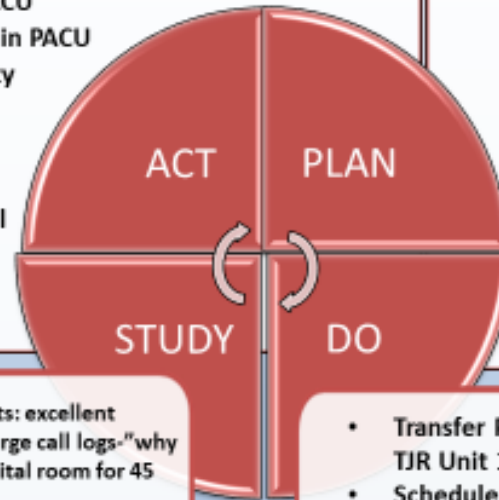 in PACU
ACT
PLAN
STUDY
DO
ts: excellent
rge call logs-"why
ital room for 45
• Transfer
TJR Unit
• Schedule